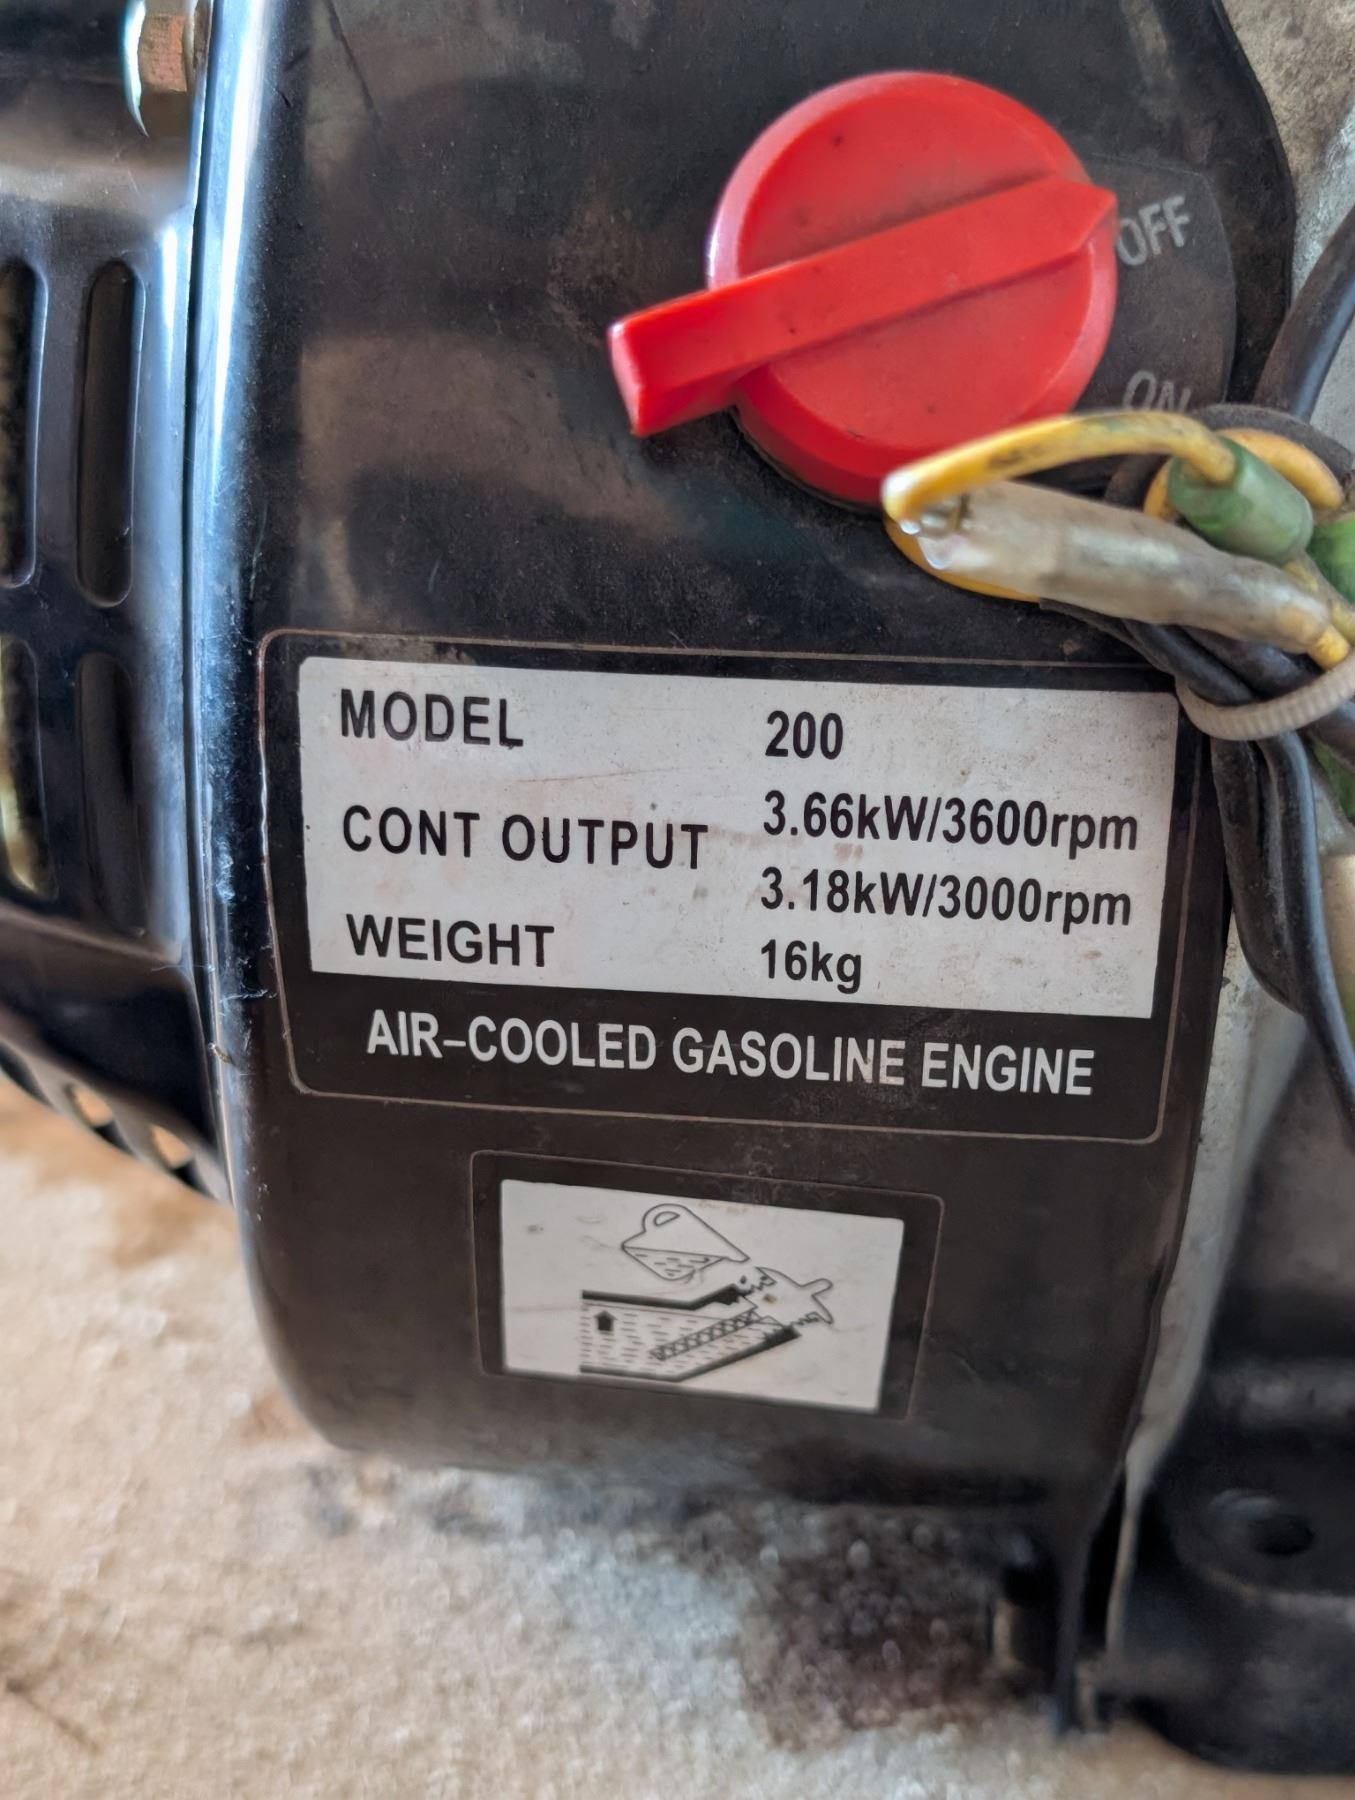 OFF
ON
MODEL 200
CONT OUTPUT 3.66kW/3600rpm
3.18kW/3000rpm
WEIGHT 16kg
AIR-COOLED GASOLINE ENGINE